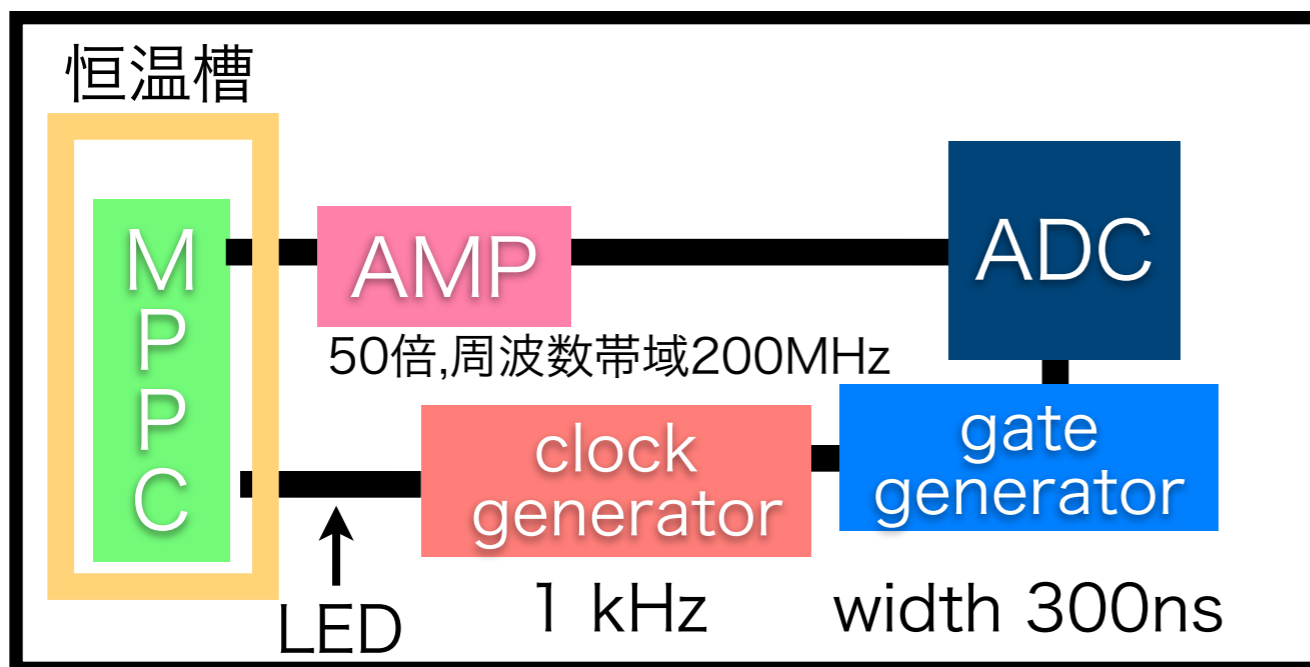 恒温槽
MPPC
AMP
ADC
50倍,周波数帯域200MHz
clock
generator
gate
generator
LED
1 kHz
width 300ns